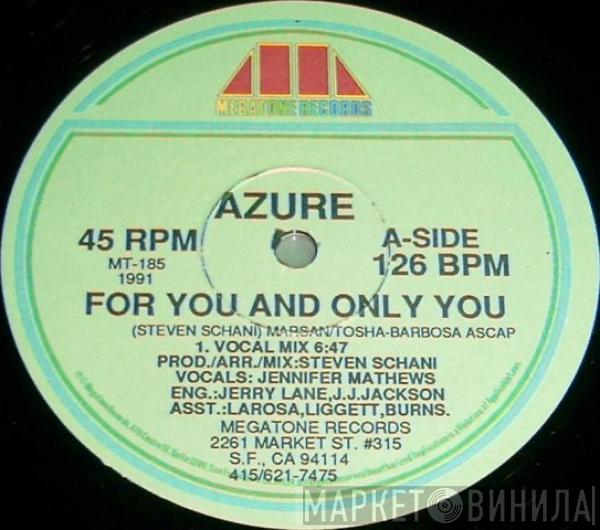 MEGATONE RECORDS
AZURE
45 RPM
MT-185
1991
A-SIDE
126 BPM
FOR YOU AND ONLY YOU
(STEVEN SCHANI) MARSAN/TOSHA-BARBOSA ASCAP
1. VOCAL MIX 6:47
PROD./ARR./MIX:STEVEN SCHANI
VOCALS: JENNIFER MATHEWS
ENG.:JERRY LANE,J.J.JACKSON
ASST.:LAROSA,LIGGETT,BURNS.
MEGATONE RECORDS
2261 MARKET ST. #315
S.F., CA 94114
415/621-7475
МАРКЕТ ВИНИЛА